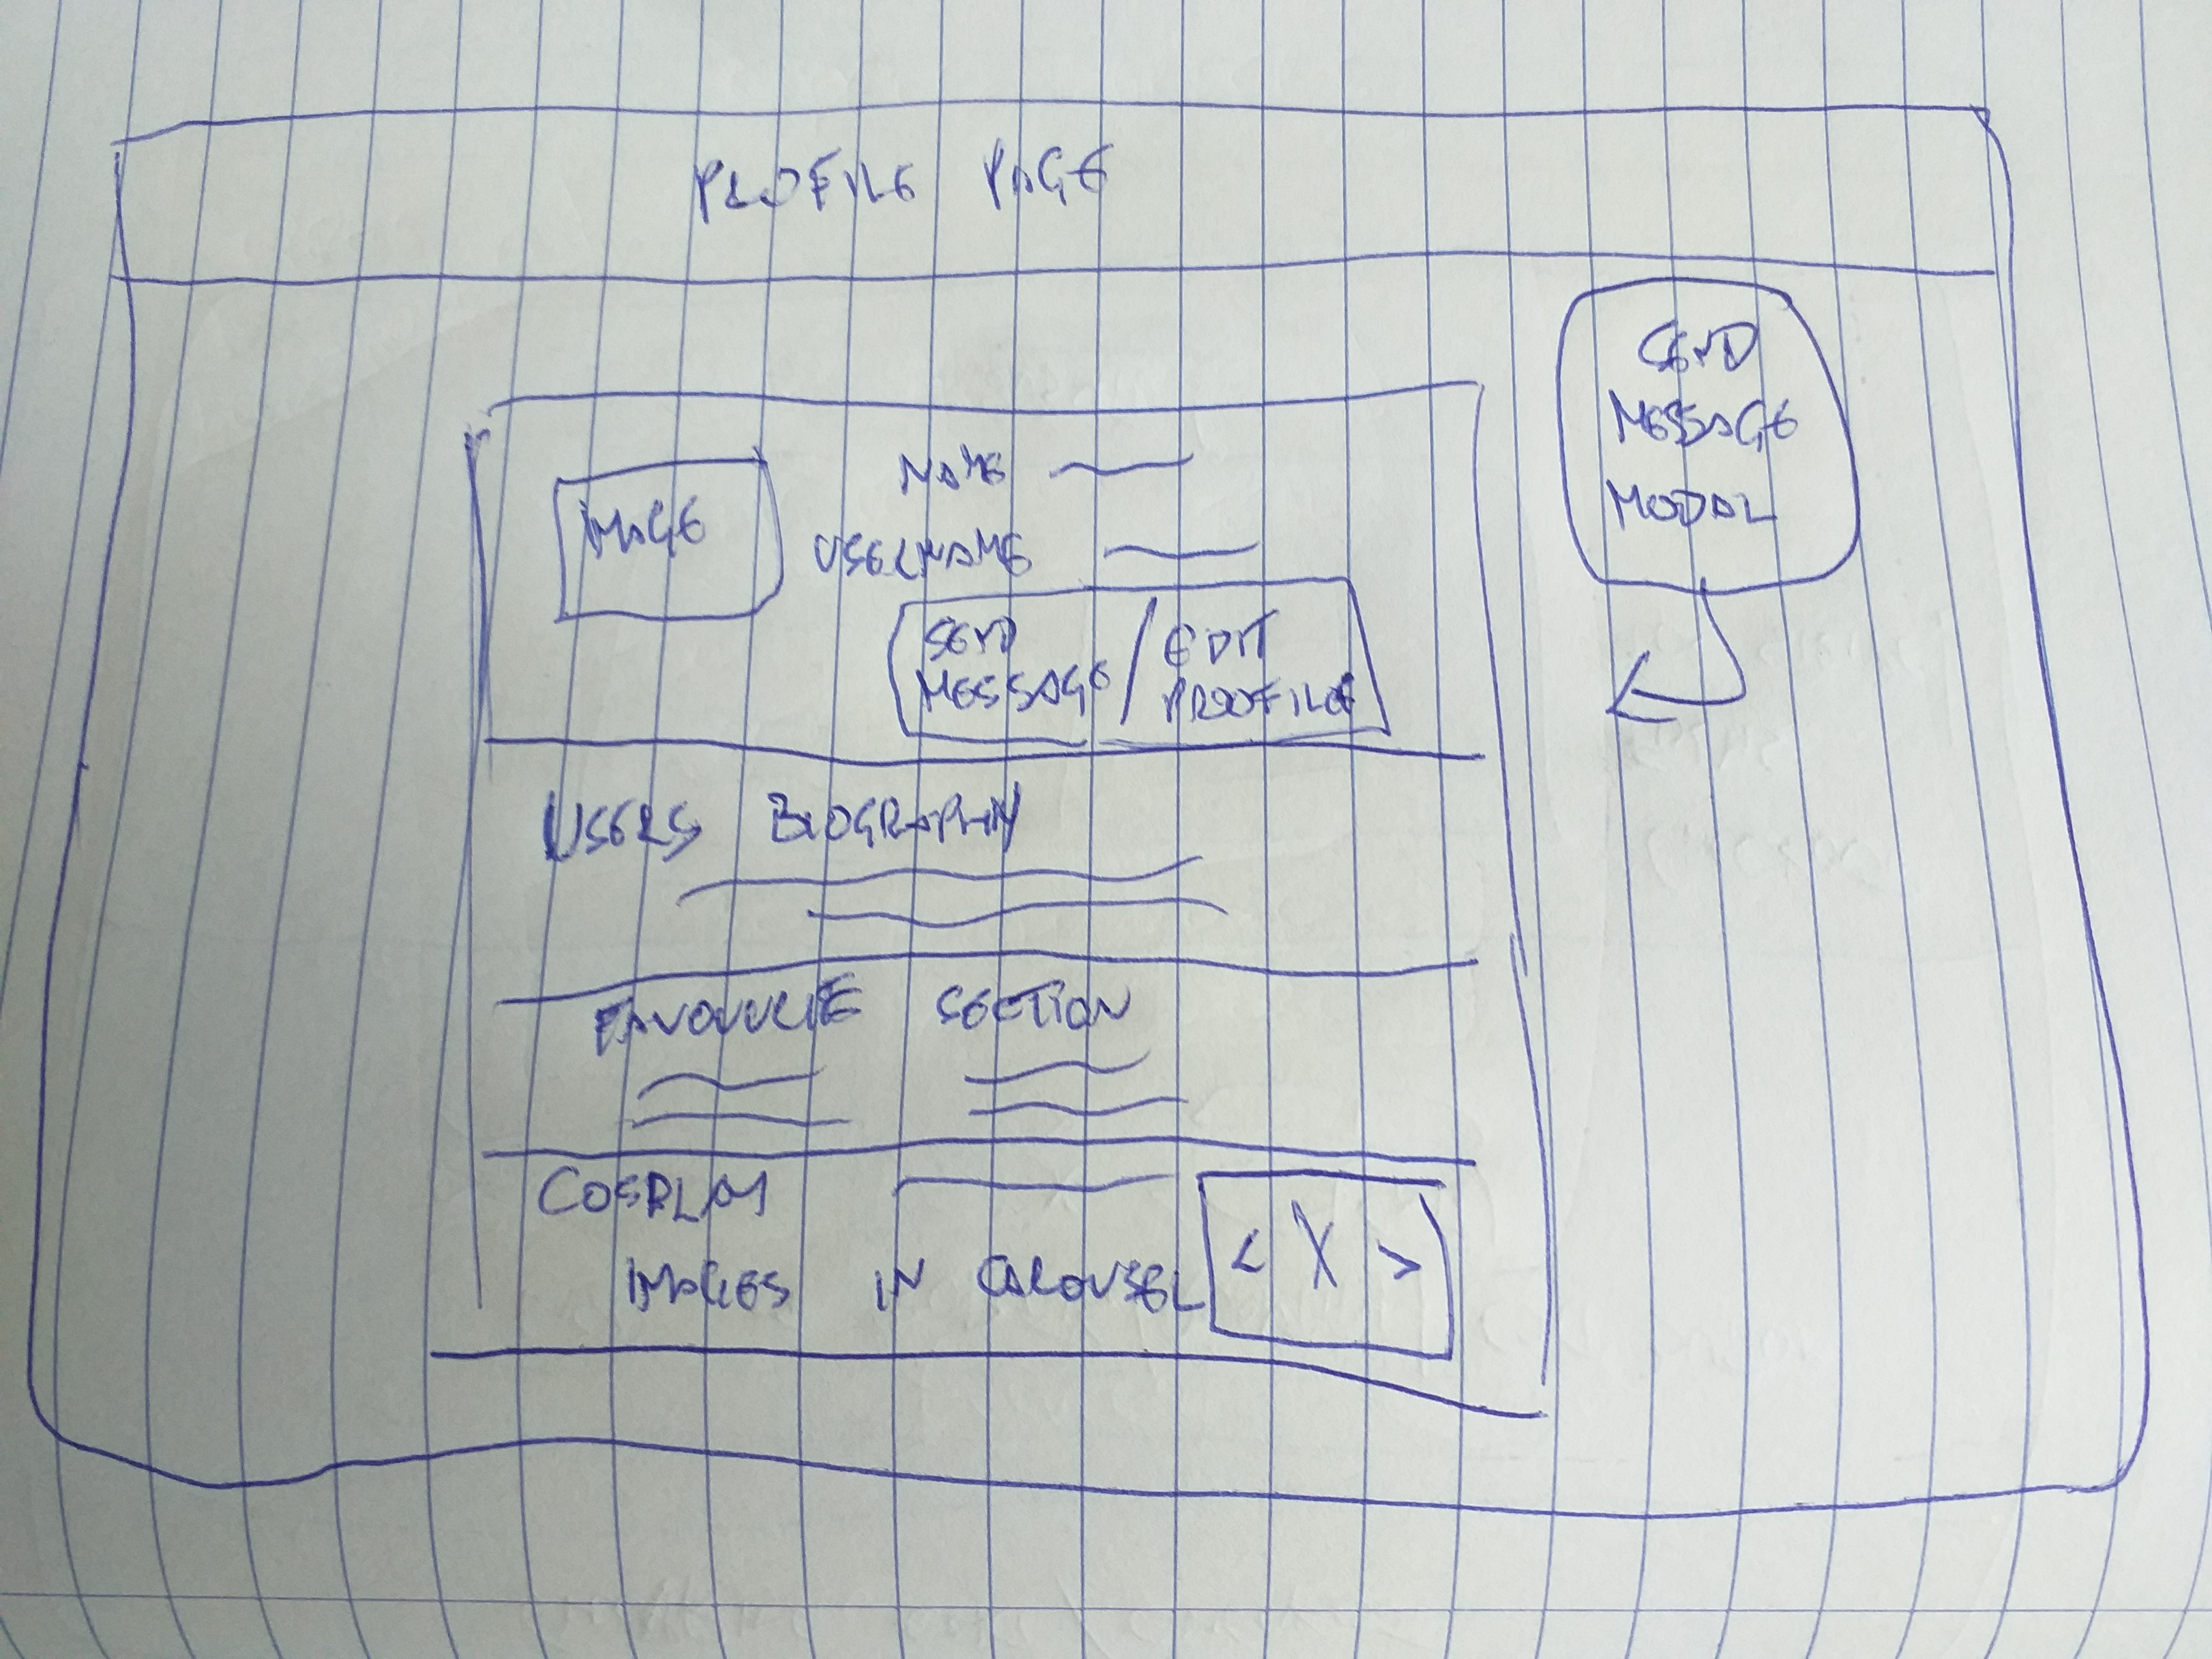 PROFILE PAGE
SEND
MESSAGE
MODAL
IMAGE
NAME
USERNAME
SEND / EDIT
MESSAGE PROFILE
USERS BIOGRAPHY
FAVOURITE SECTION
COSPLAY
IMAGES IN CAROUSEL
< X >